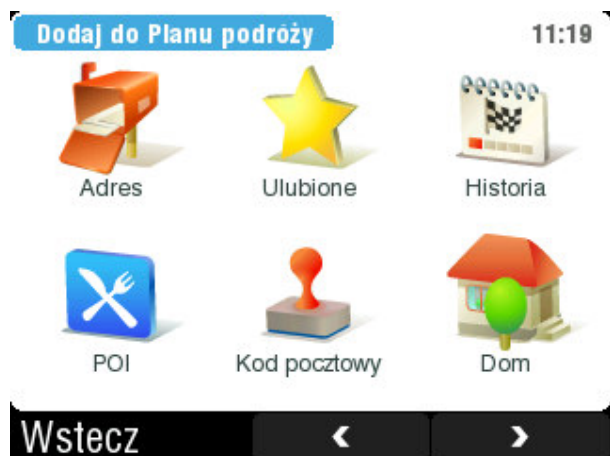 Dodaj do Planu podróży 11:19
Adres Ulubione Historia
POI Kod pocztowy Dom
Wstecz